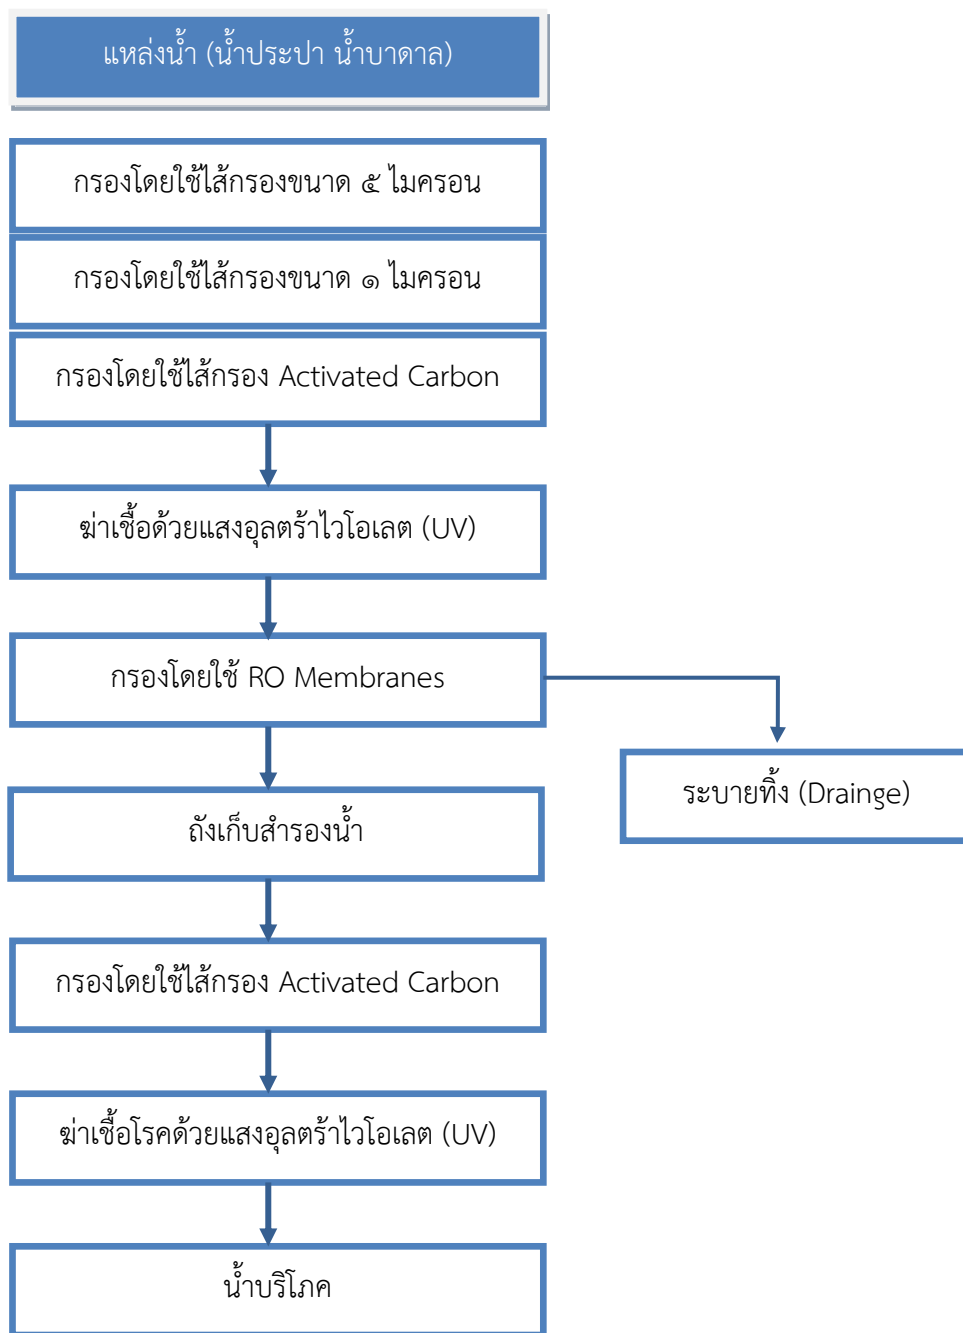 แหล่งน้ำ (น้ำประปา น้ำบาดาล)
กรองโดยใช้ไส้กรองขนาด ๕ ไมครอน
กรองโดยใช้ไส้กรองขนาด ๑ ไมครอน
กรองโดยใช้ไส้กรอง Activated Carbon
ฆ่าเชื้อด้วยแสงอุลตร้าไวโอเลต (UV)
กรองโดยใช้ RO Membranes
ระบายทิ้ง (Drainge)
ถังเก็บสำรองน้ำ
กรองโดยใช้ไส้กรอง Activated Carbon
ฆ่าเชื้อโรคด้วยแสงอุลตร้าไวโอเลต (UV)
น้ำบริโภค